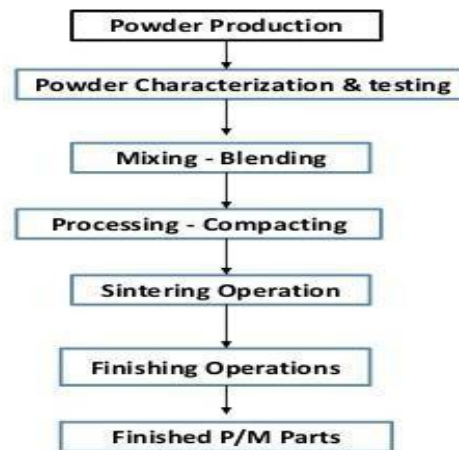 Powder Production
Powder Characterization & testing
Mixing - Blending
Processing - Compacting
Sintering Operation
Finishing Operations
Finished P/M Parts